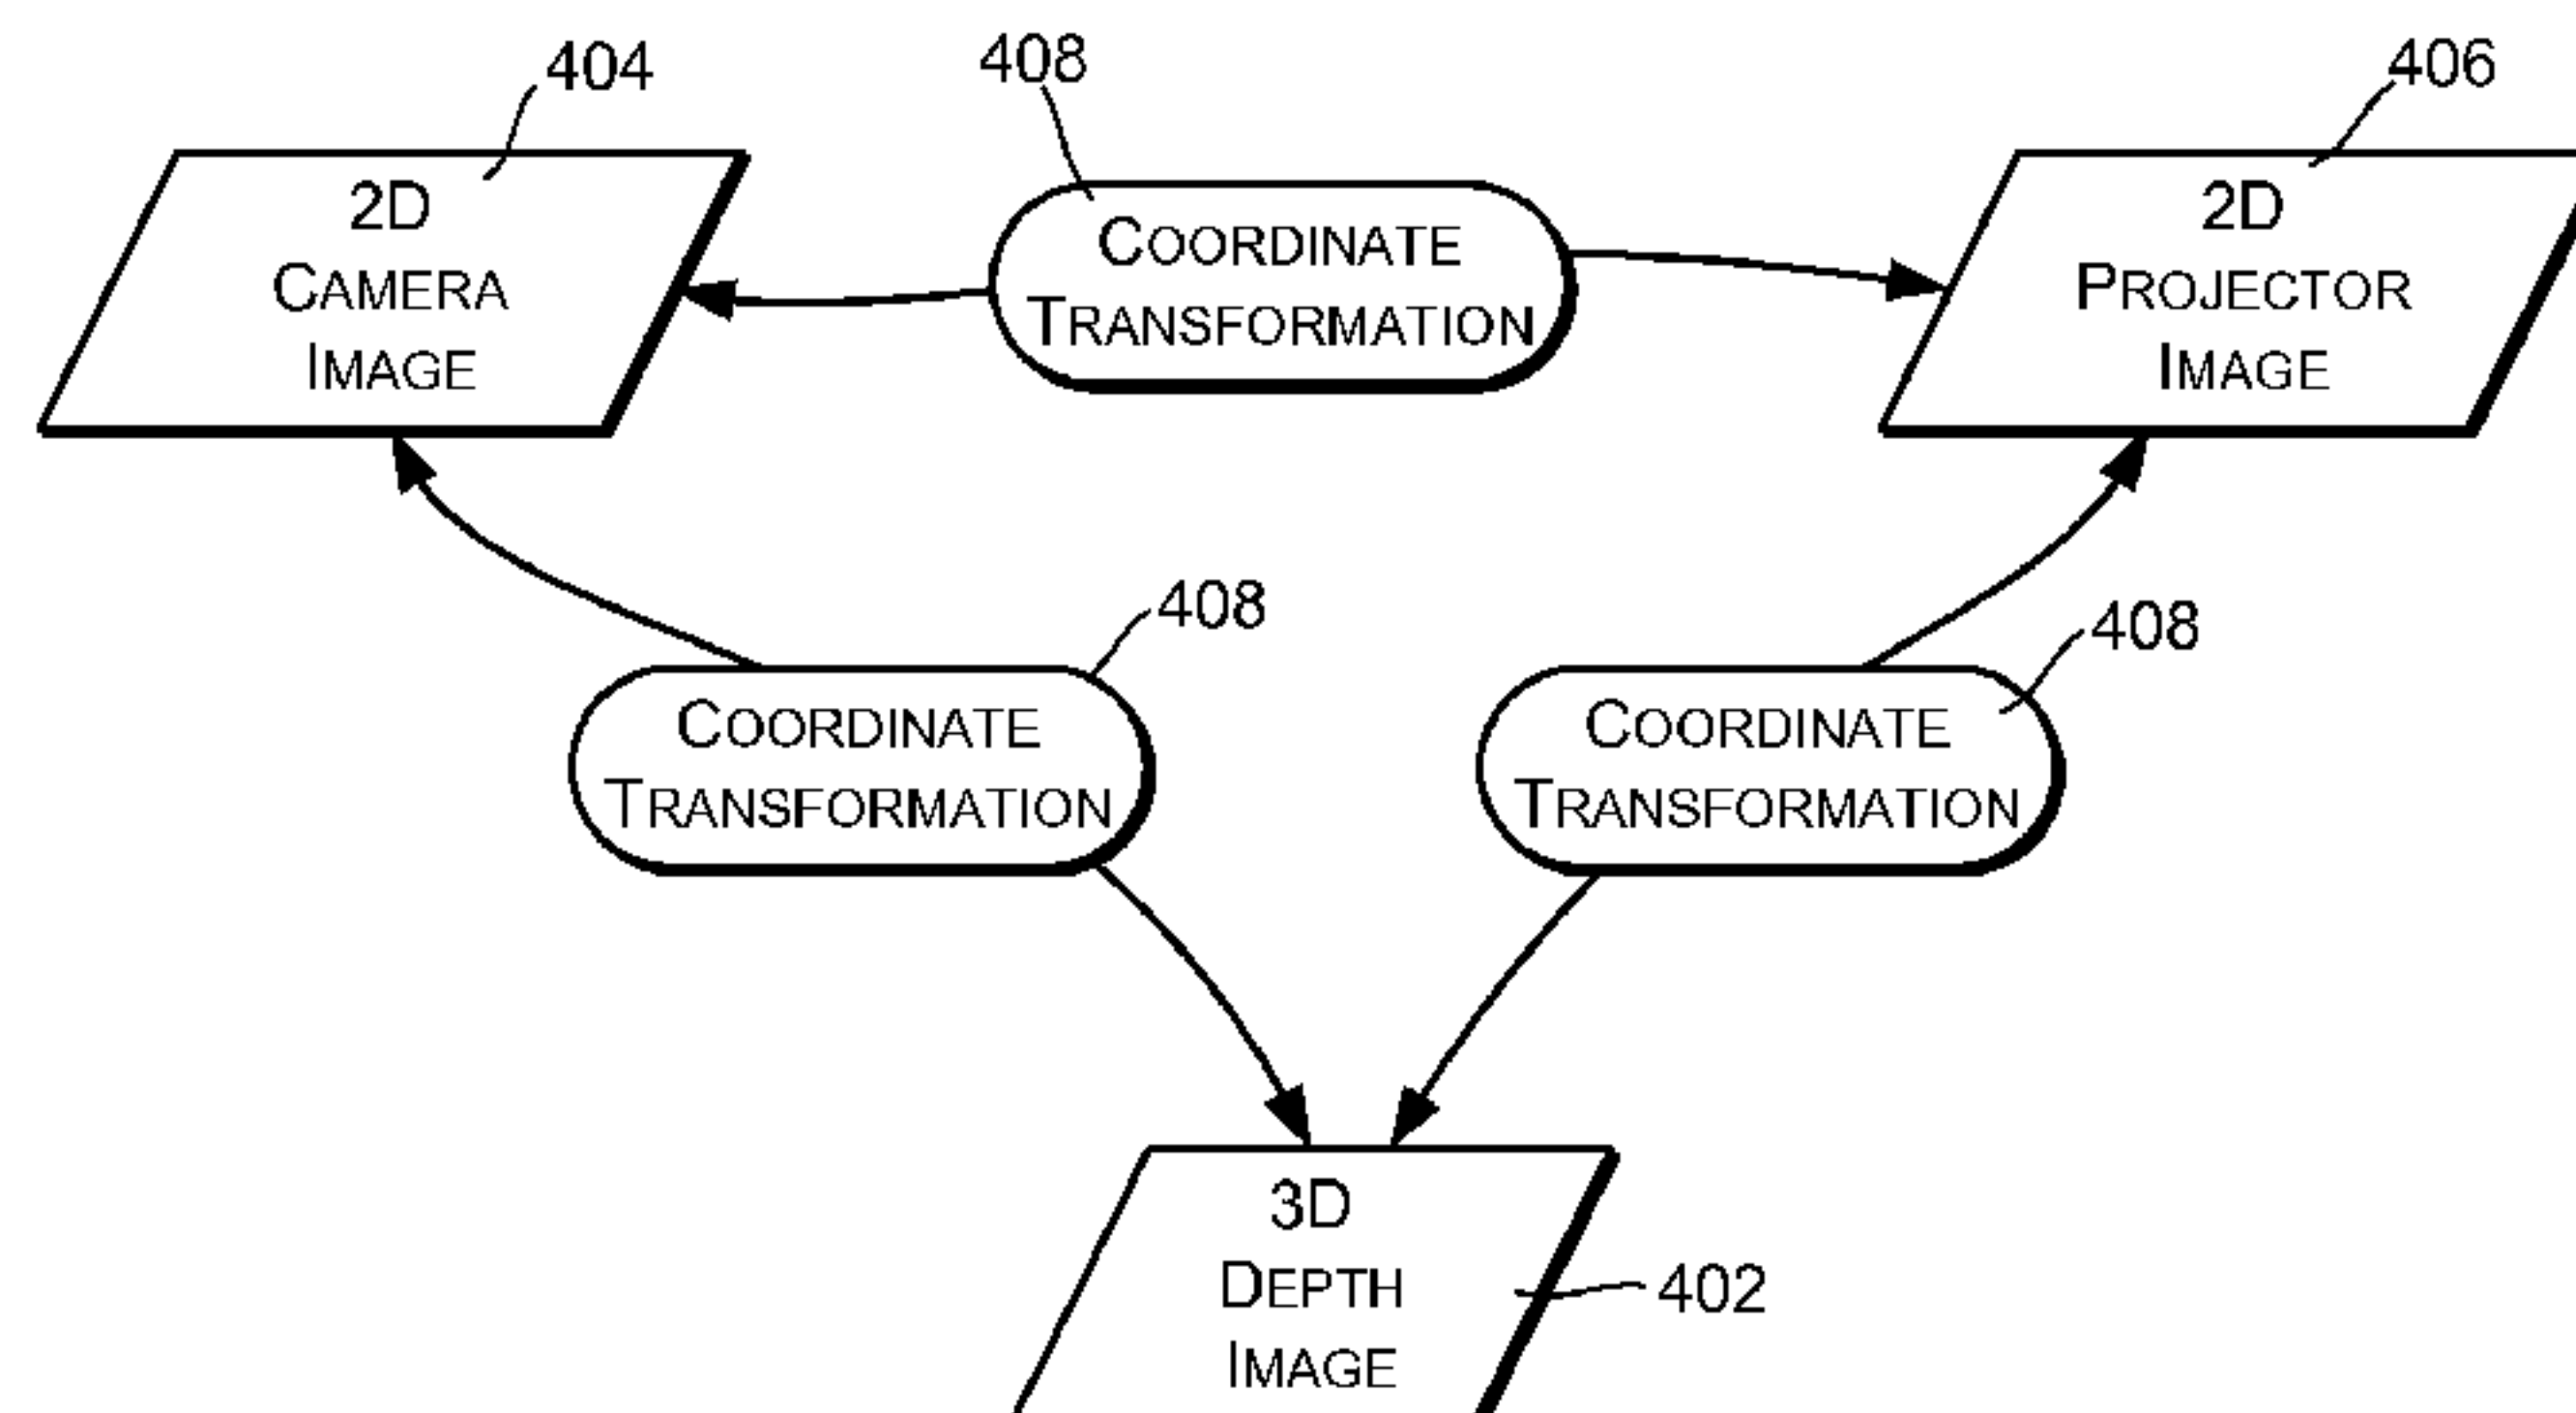 404
408
406
2D
CAMERA
IMAGE
COORDINATE
TRANSFORMATION
2D
PROJECTOR
IMAGE
408
COORDINATE
TRANSFORMATION
408
COORDINATE
TRANSFORMATION
3D
DEPTH
IMAGE
402